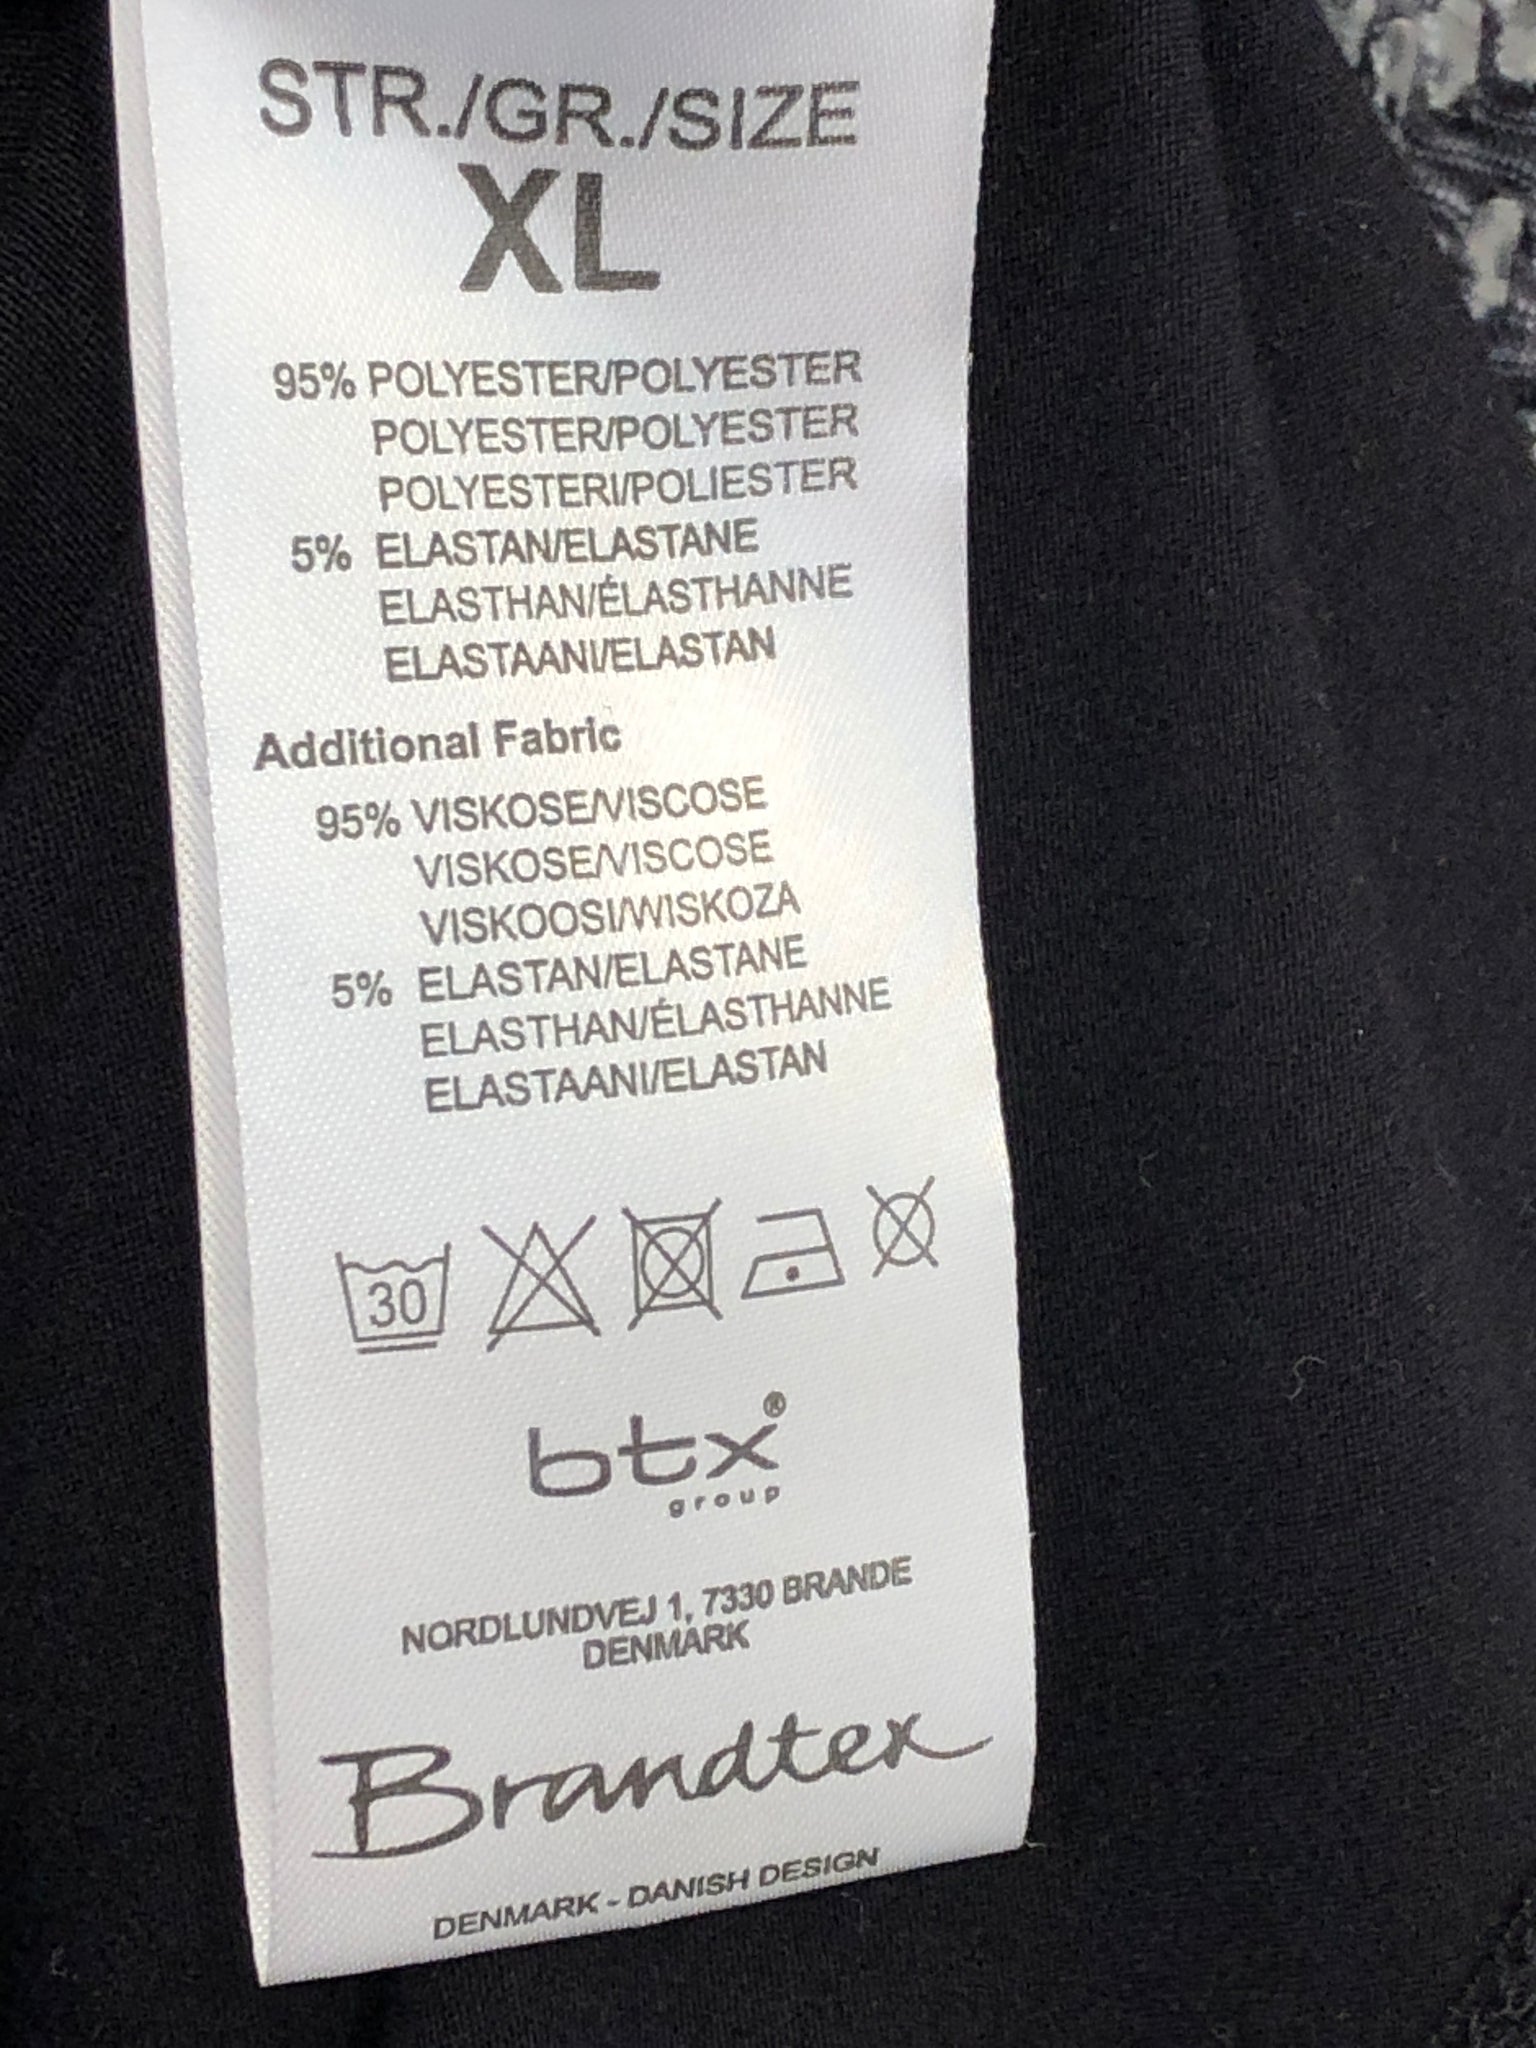 STR./GR./SIZE
XL
95% POLYESTER/POLYESTER
POLYESTER/POLYESTER
POLYESTERI/POLIESTER
5% ELASTAN/ELASTANE
ELASTHAN/ÉLASTHANNE
ELASTAANI/ELASTAN
Additional Fabric
95% VISKOSE/VISCOSE
VISKOSE/VISCOSE
VISKOOSI/WISKOZA
5% ELASTAN/ELASTANE
ELASTHAN/ÉLASTHANNE
ELASTAANI/ELASTAN
30
btx®
group
NORDLUNDVEJ 1, 7330 BRANDE
DENMARK
Brandtex
DENMARK - DANISH DESIGN